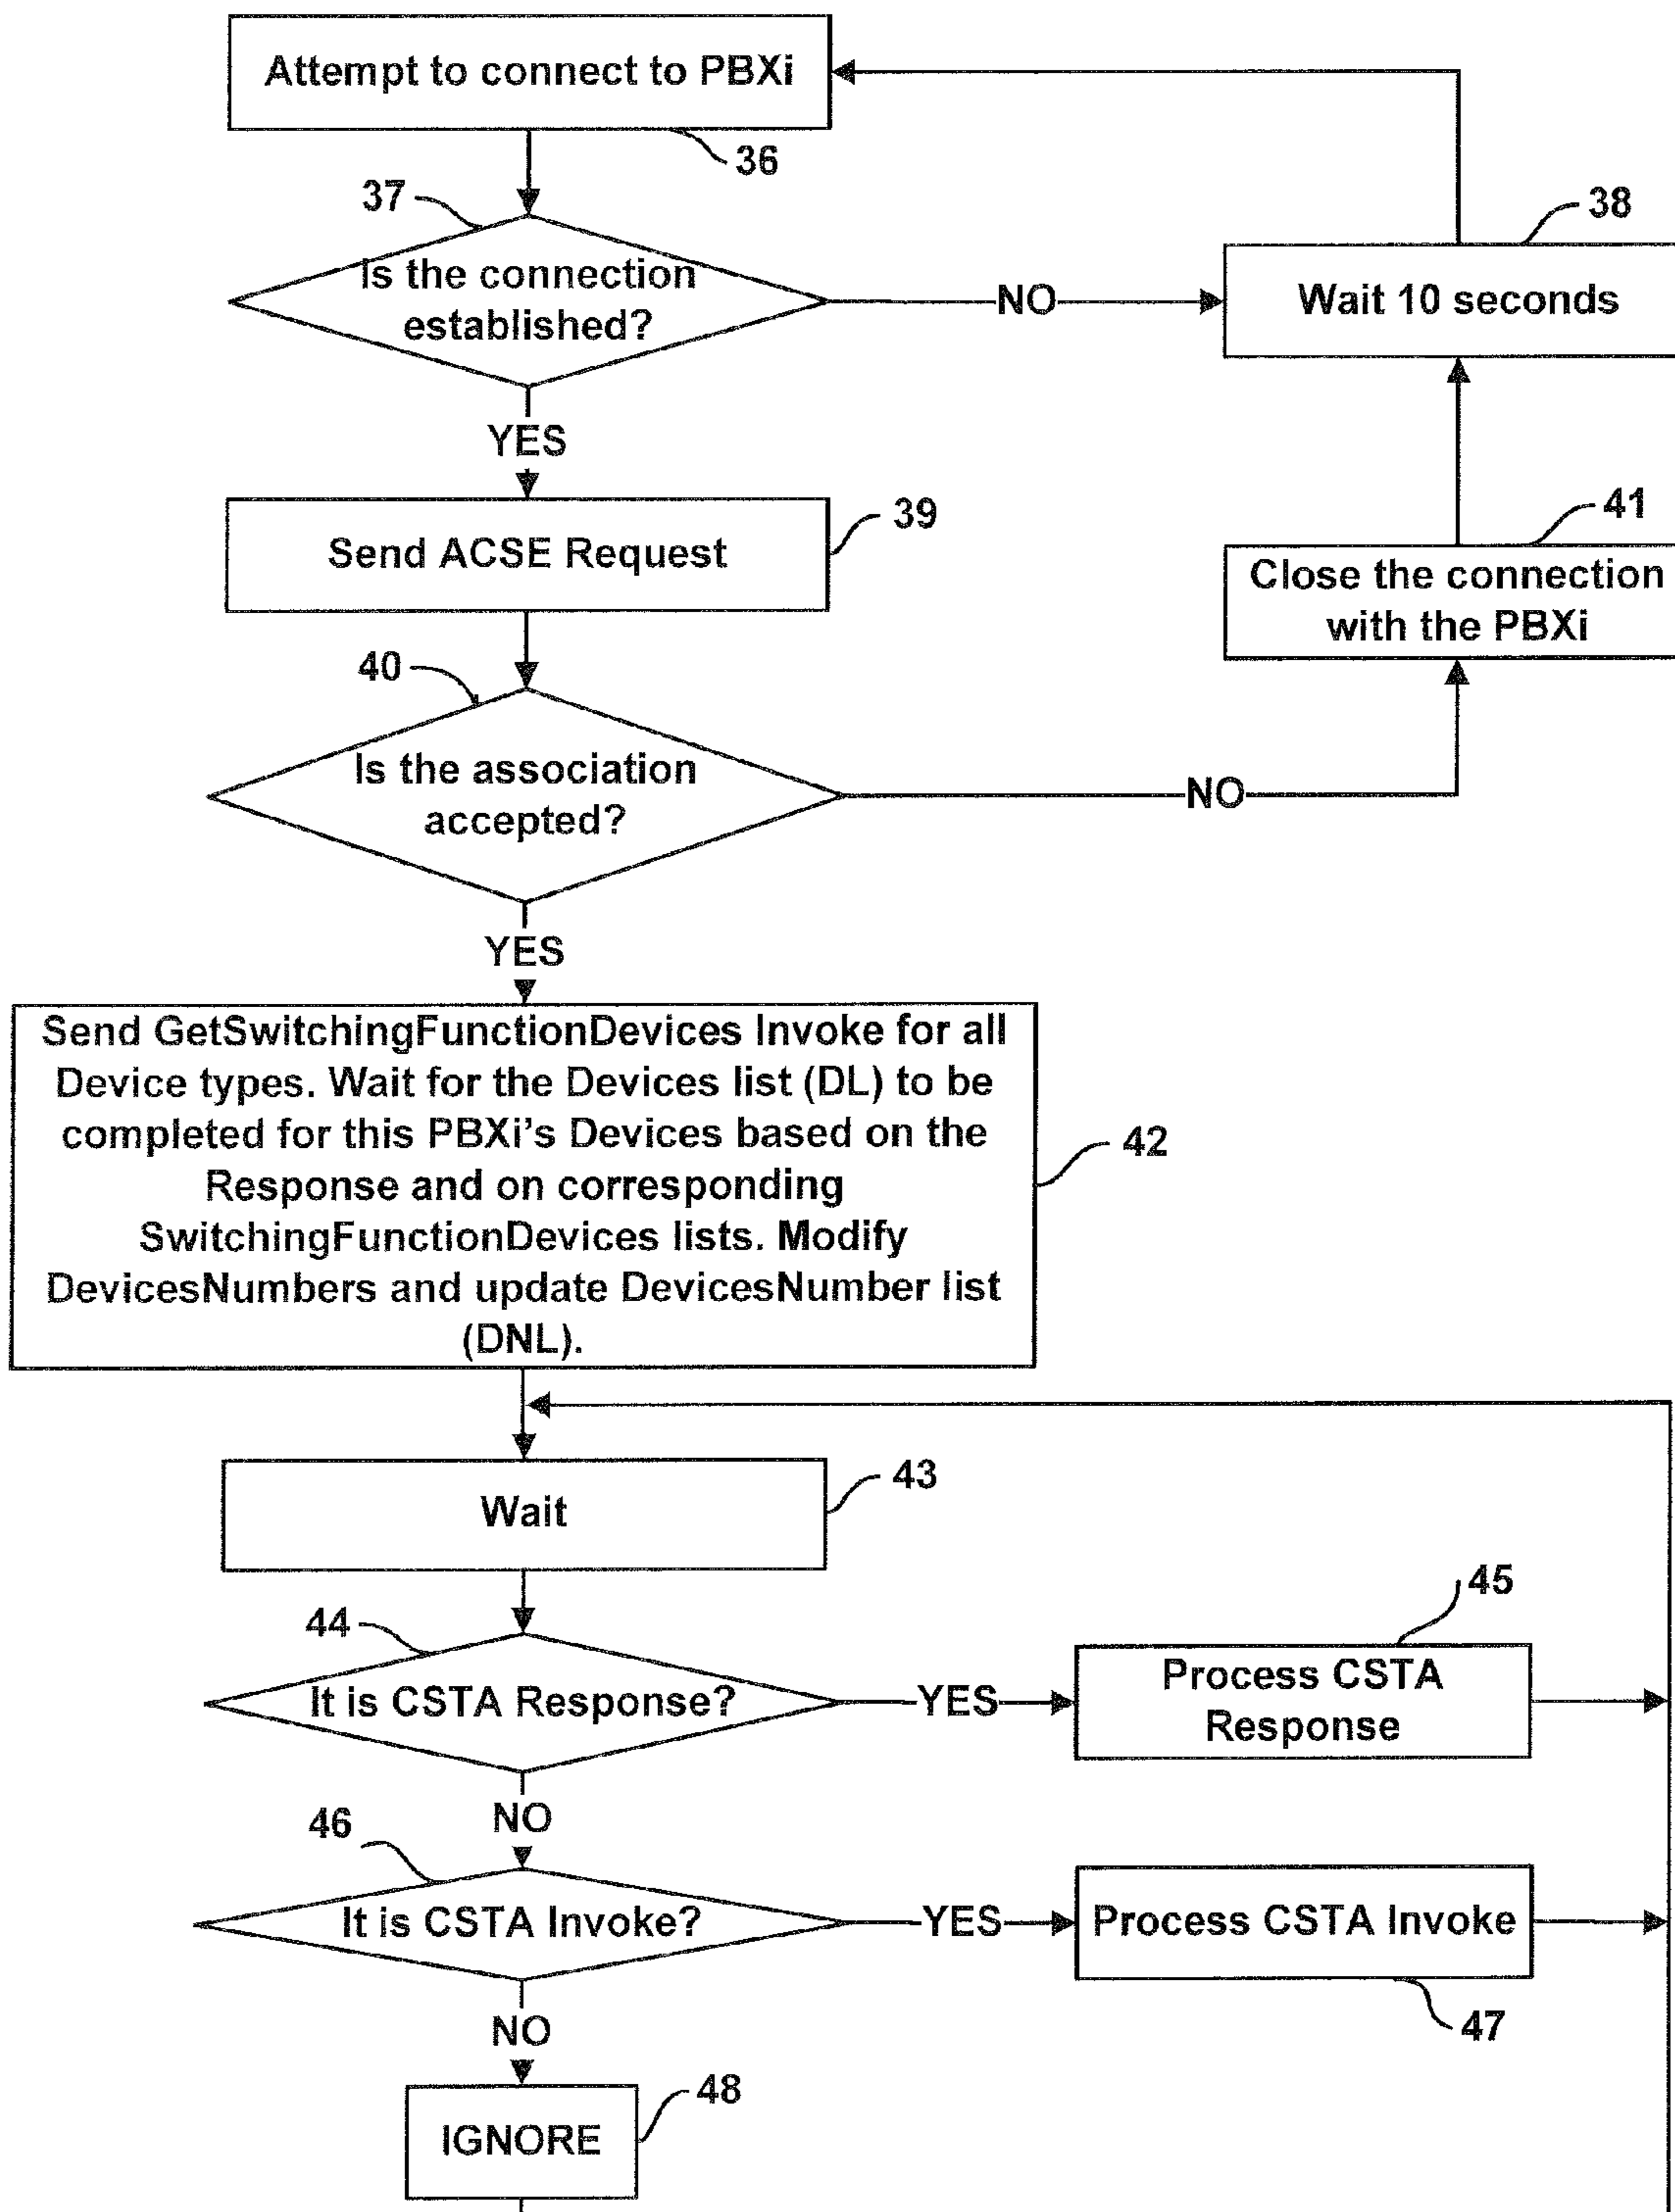 Attempt to connect to PBXi
36
37
38
Is the connection
established?
NO
Wait 10 seconds
YES
39
41
Send ACSE Request
Close the connection
with the PBXi
40
Is the association
accepted?
NO
YES
Send GetSwitchingFunctionDevices Invoke for all
Device types. Wait for the Devices list (DL) to be
completed for this PBXi's Devices based on the
Response and on corresponding
SwitchingFunctionDevices lists. Modify
DevicesNumbers and update DevicesNumber list
(DNL).
42
43
Wait
45
44
It is CSTA Response?
YES
Process CSTA
Response
NO
46
It is CSTA Invoke?
YES
Process CSTA Invoke
NO
47
48
IGNORE